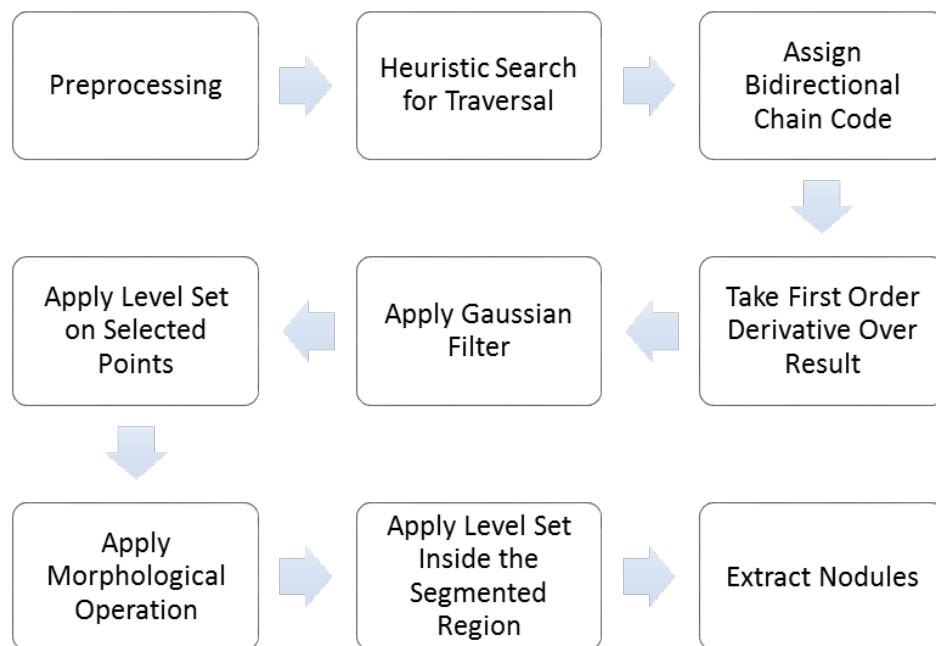 Preprocessing
Heuristic Search
for Traversal
Assign
Bidirectional
Chain Code
Take First Order
Derivative Over
Result
Apply Gaussian
Filter
Apply Level Set
on Selected
Points
Apply
Morphological
Operation
Apply Level Set
Inside the
Segmented
Region
Extract Nodules